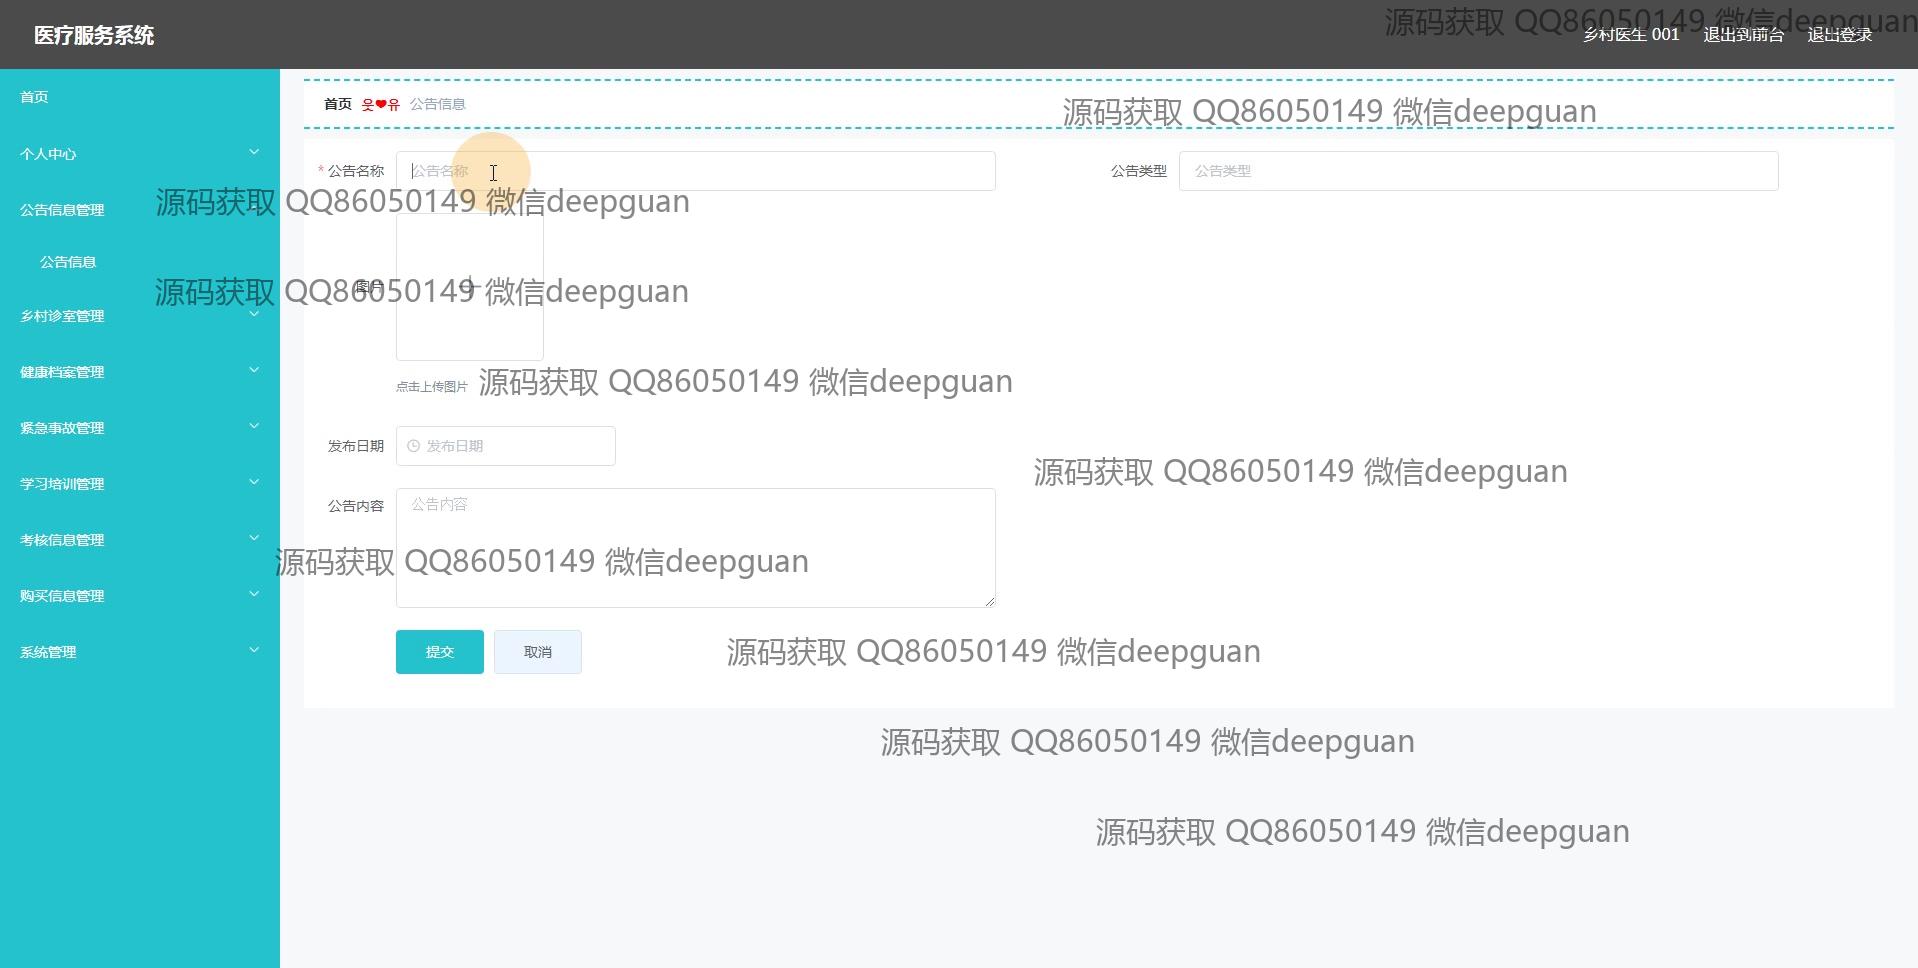 医疗服务系统
源码获取 QQ86050149 微信deepguan
乡村医生 001 退出到前台 退出登录
首页
个人中心
公告信息管理
公告信息
乡村诊室管理
健康档案管理
紧急事故管理
学习培训管理
考核信息管理
购买信息管理
系统管理
首页 웃❤유 公告信息
源码获取 QQ86050149 微信deepguan
* 公告名称 公告名称
公告类型 公告类型
源码获取 QQ86050149 微信deepguan
图片
源码获取 QQ86050149 微信deepguan
点击上传图片
源码获取 QQ86050149 微信deepguan
发布日期 发布日期
源码获取 QQ86050149 微信deepguan
公告内容 公告内容
源码获取 QQ86050149 微信deepguan
提交 取消
源码获取 QQ86050149 微信deepguan
源码获取 QQ86050149 微信deepguan
源码获取 QQ86050149 微信deepguan